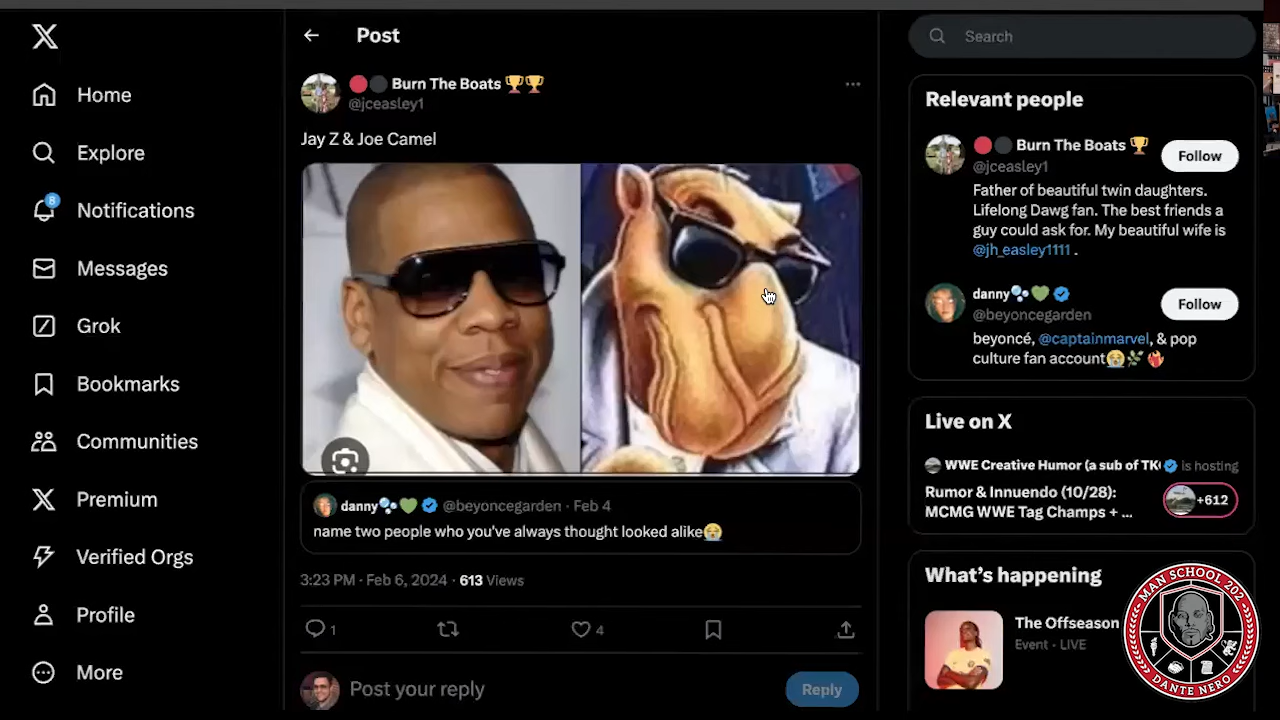 Home
Explore
8
Notifications
Messages
Grok
Bookmarks
Communities
Premium
Verified Orgs
Profile
More
Post
Burn The Boats
@jceasley1
Jay Z & Joe Camel
danny @beyoncegarden · Feb 4
name two people who you've always thought looked alike😭
3:23 PM · Feb 6, 2024 · 613 Views
1
4
Post your reply
Reply
Search
Relevant people
Burn The Boats
@jceasley1
Follow
Father of beautiful twin daughters.
Lifelong Dawg fan. The best friends a
guy could ask for. My beautiful wife is
@jh_easley1111 .
danny
@beyoncegarden
Follow
beyoncé, @captainmarvel, & pop
culture fan account😭🌿❤️‍🔥
Live on X
WWE Creative Humor (a sub of TK is hosting
Rumor & Innuendo (10/28):
MCMG WWE Tag Champs + ...
+612
What's happening
The Offseason
Event · LIVE
MAN SCHOOL 202
DANTE NERO